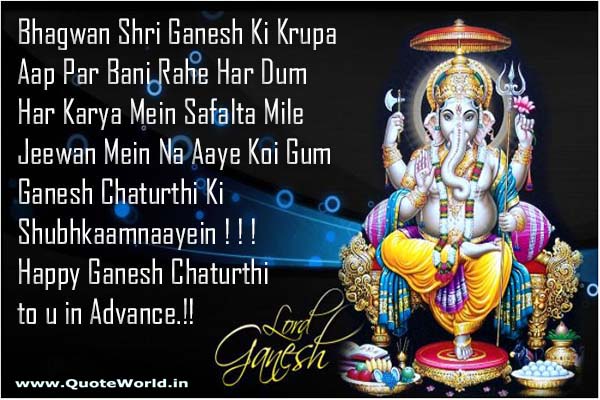 Bhagwan Shri Ganesh Ki Krupa
Aap Par Bani Rahe Har Dum
Har Karya Mein Safalta Mile
Jeewan Mein Na Aaye Koi Gum
Ganesh Chaturthi Ki
Shubhkaamnaayein ! ! !
Happy Ganesh Chaturthi
to u in Advance.!!
Lord
Ganesh
www.QuoteWorld.in